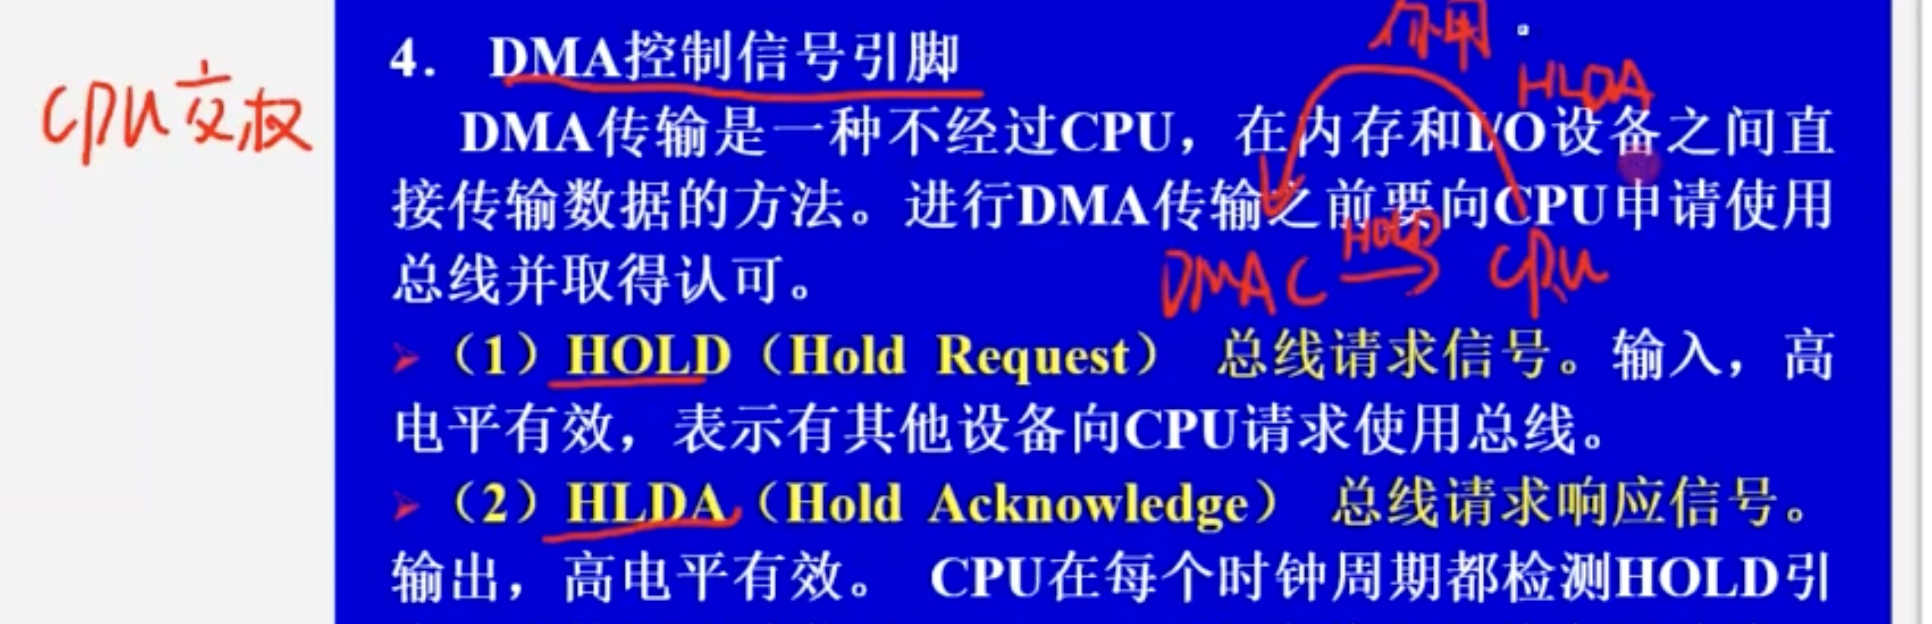 CPU交权
4. DMA控制信号引脚
HLDA
DMA传输是一种不经过CPU，在内存和I/O设备之间直
接传输数据的方法。进行DMA传输之前要向CPU申请使用
HOLD
DMAC CPU
总线并取得认可。
（1）HOLD（Hold Request） 总线请求信号。输入，高
电平有效，表示有其他设备向CPU请求使用总线。
（2）HLDA（Hold Acknowledge） 总线请求响应信号。
输出，高电平有效。 CPU在每个时钟周期都检测HOLD引